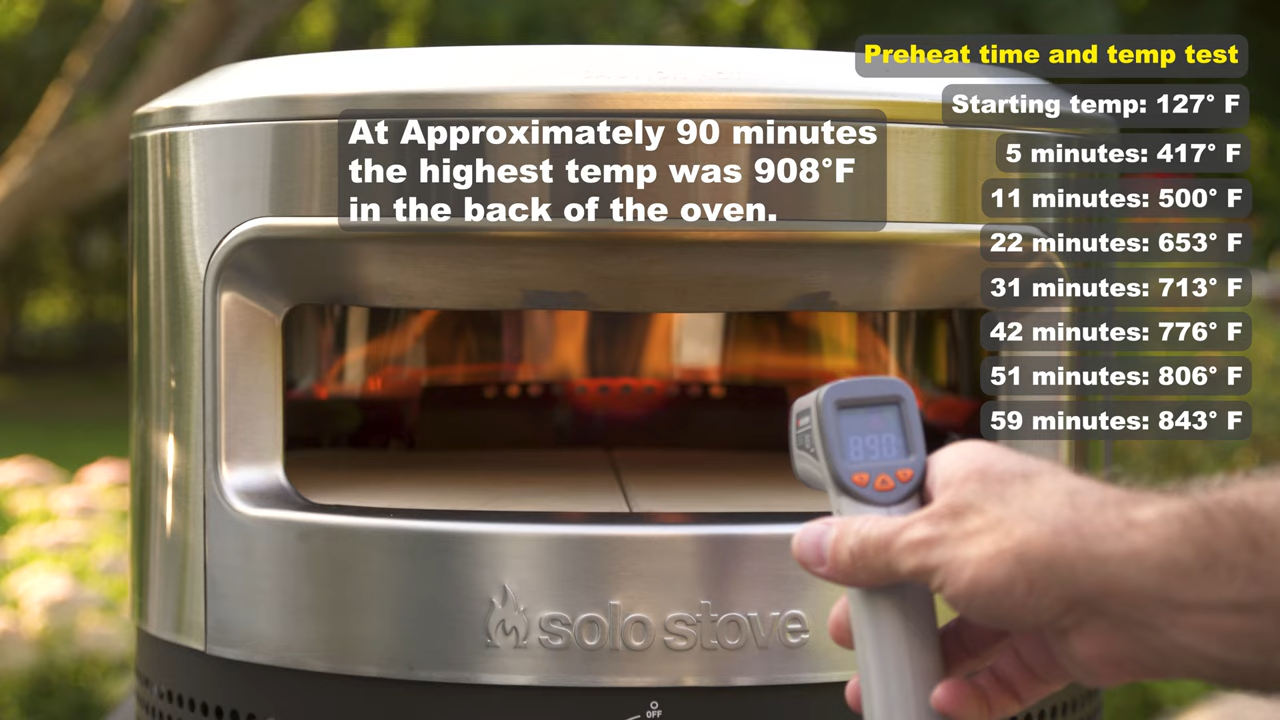 Preheat time and temp test
Starting temp: 127° F
At Approximately 90 minutes
the highest temp was 908°F
in the back of the oven.
5 minutes: 417° F
11 minutes: 500° F
22 minutes: 653° F
31 minutes: 713° F
42 minutes: 776° F
51 minutes: 806° F
59 minutes: 843° F
890
solo stove
OFF